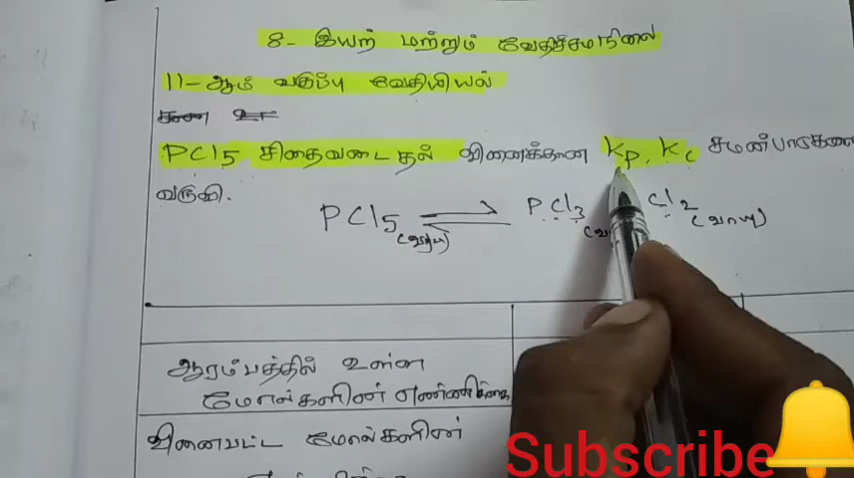 8- இயற் மற்றும் வேதிச்சமநிலை
11-ஆம் வகுப்பு வேதியியல்
PCl5 சிதைவடைதல் வினைக்கான Kp, Kc சமன்பாடுகளை
வருவி.
PCl5 ⇌ PCl3 Cl2
(வாயு) (வாயு)
ஆரம்பத்தில் உள்ள
மோல்களின் எண்ணிக்கை
வினைபட்ட மோல்களின்
Subscribe